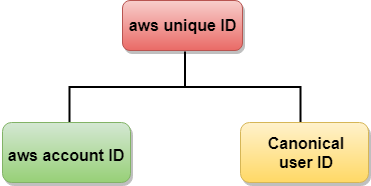 aws unique ID
aws account ID
Canonical
user ID